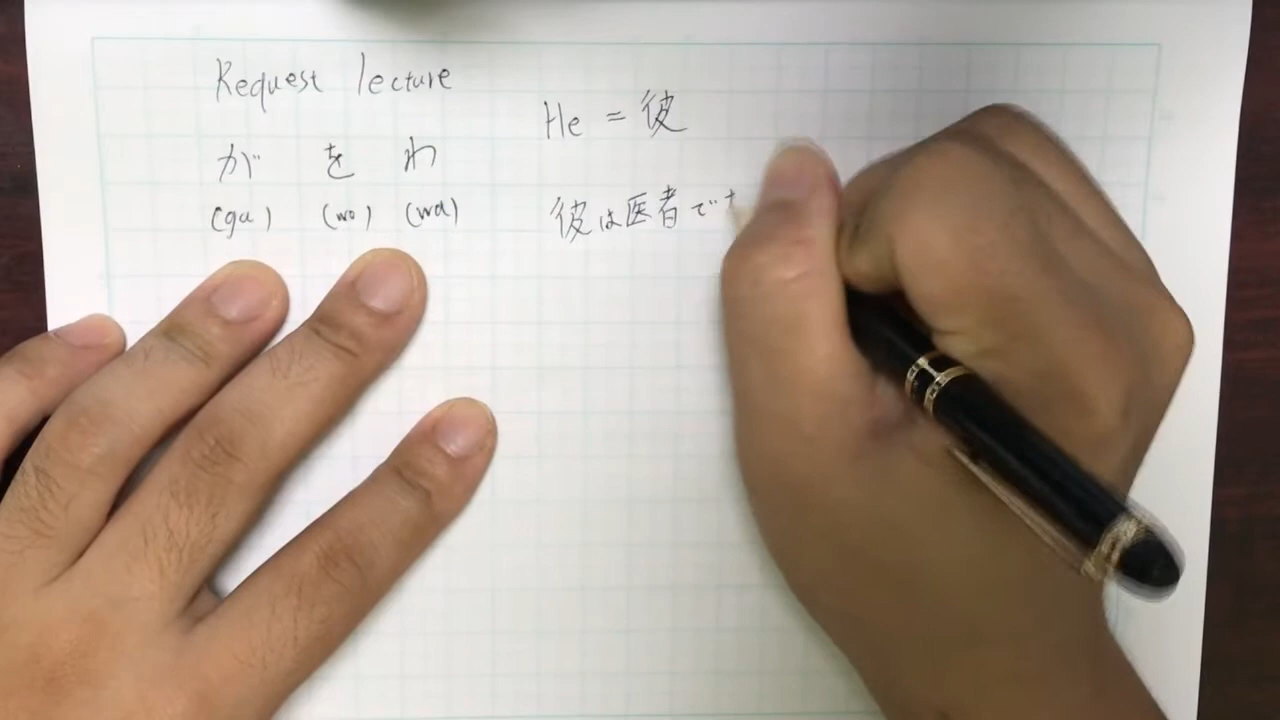 Request lecture
が を わ
(ga) (wo) (wa)
He = 彼
彼は医者で